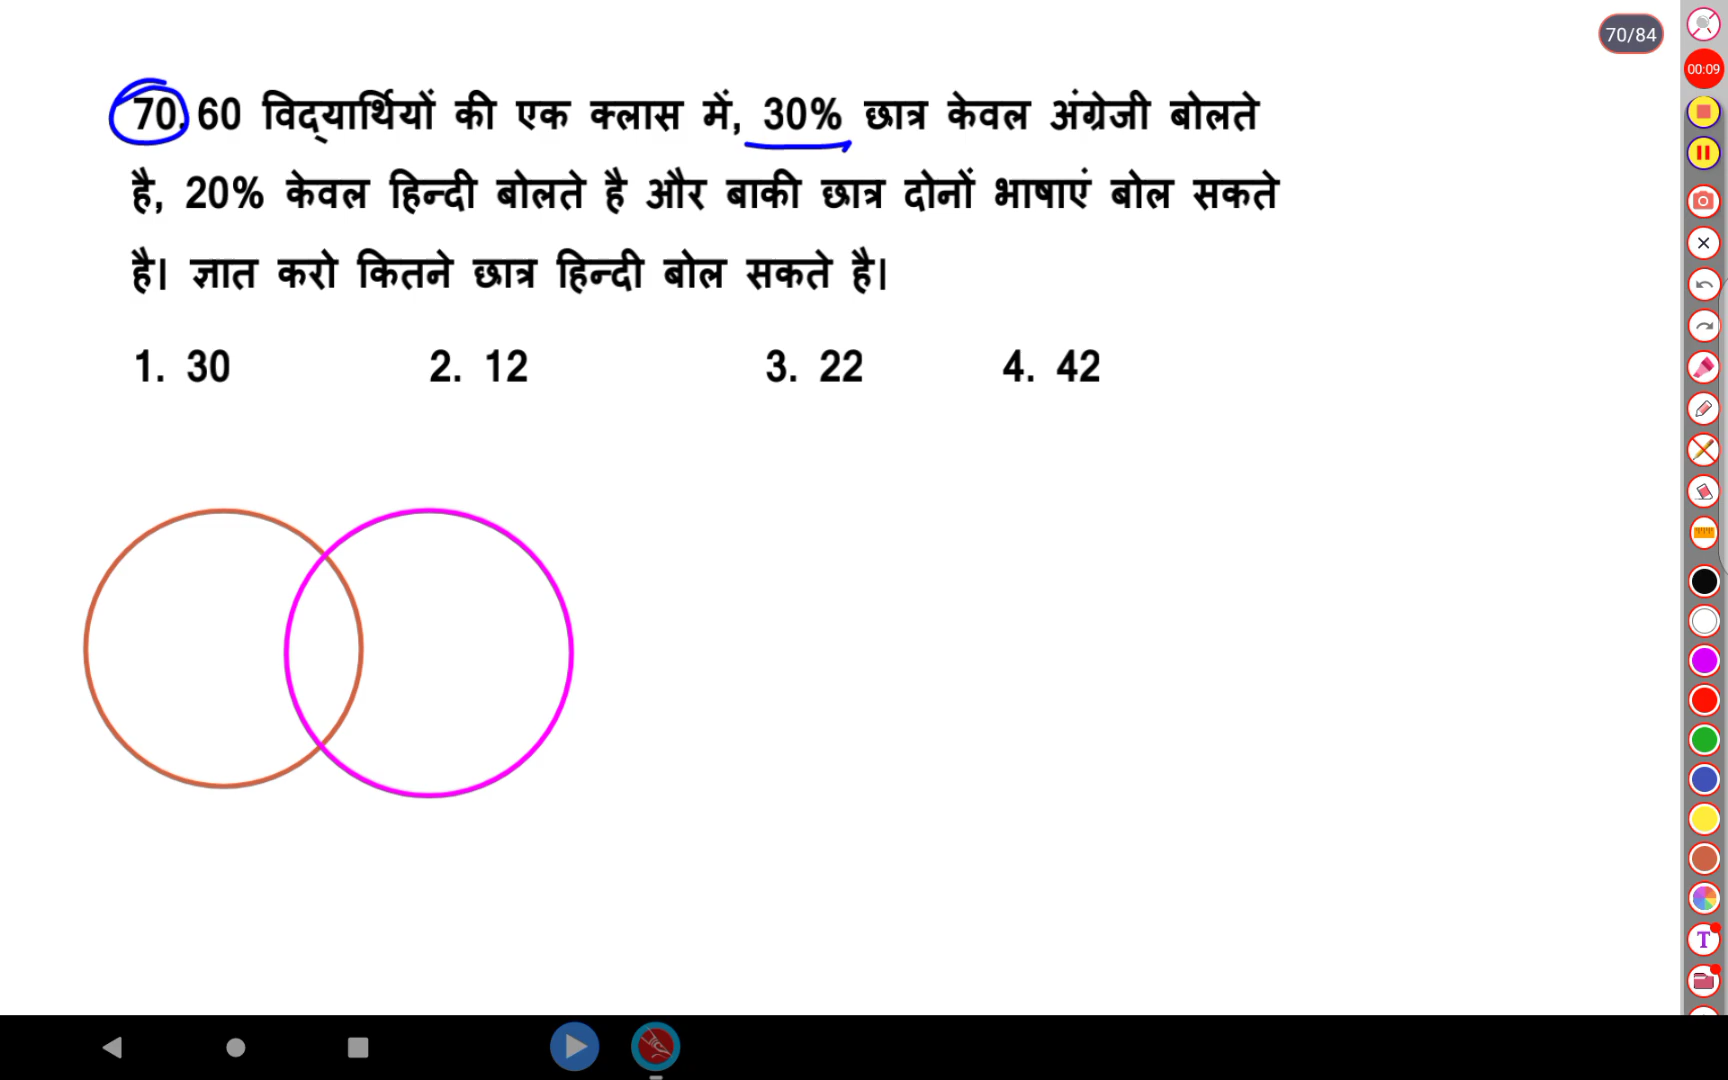 70/84
00:09
70. 60 विद्यार्थियों की एक क्लास में, 30% छात्र केवल अंग्रेजी बोलते
है, 20% केवल हिन्दी बोलते है और बाकी छात्र दोनों भाषाएं बोल सकते
है। ज्ञात करो कितने छात्र हिन्दी बोल सकते है।
1. 30 2. 12 3. 22 4. 42
T